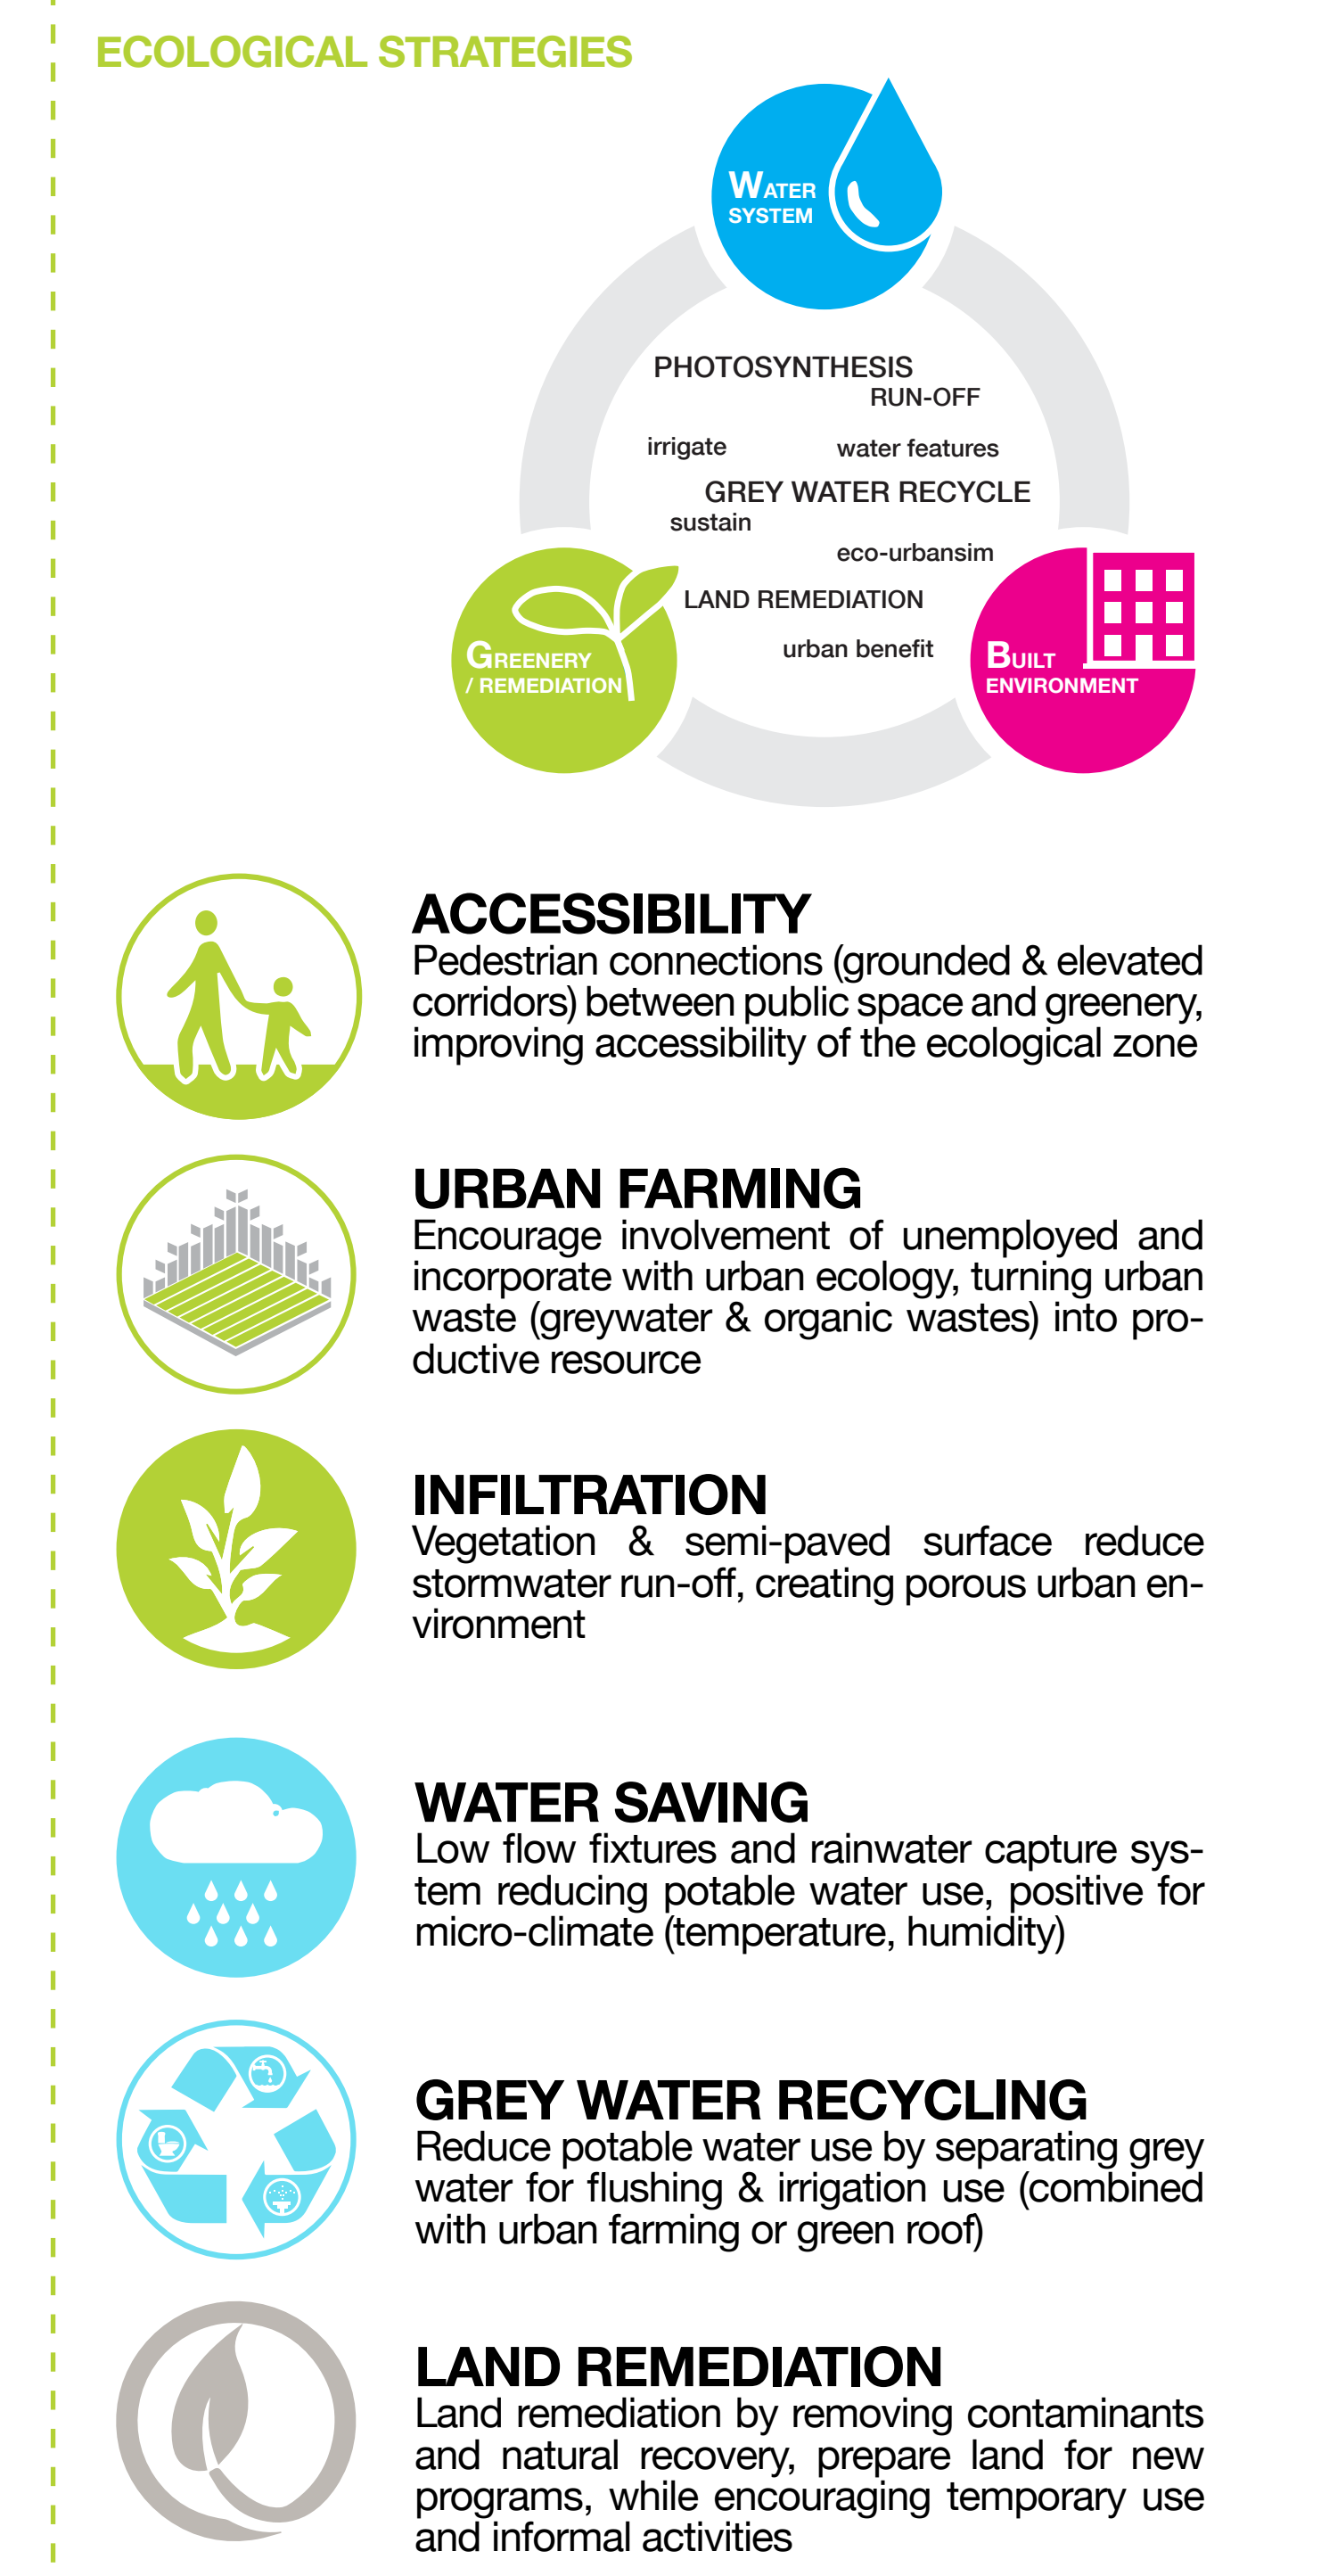 ECOLOGICAL STRATEGIES
WATER
SYSTEM
PHOTOSYNTHESIS
RUN-OFF
irrigate
water features
GREY WATER RECYCLE
sustain
eco-urbansim
LAND REMEDIATION
urban benefit
GREENERY
/ REMEDIATION
BUILT
ENVIRONMENT
ACCESSIBILITY
Pedestrian connections (grounded & elevated
corridors) between public space and greenery,
improving accessibility of the ecological zone
URBAN FARMING
Encourage involvement of unemployed and
incorporate with urban ecology, turning urban
waste (greywater & organic wastes) into pro-
ductive resource
INFILTRATION
Vegetation & semi-paved surface reduce
stormwater run-off, creating porous urban en-
vironment
WATER SAVING
Low flow fixtures and rainwater capture sys-
tem reducing potable water use, positive for
micro-climate (temperature, humidity)
GREY WATER RECYCLING
Reduce potable water use by separating grey
water for flushing & irrigation use (combined
with urban farming or green roof)
LAND REMEDIATION
Land remediation by removing contaminants
and natural recovery, prepare land for new
programs, while encouraging temporary use
and informal activities